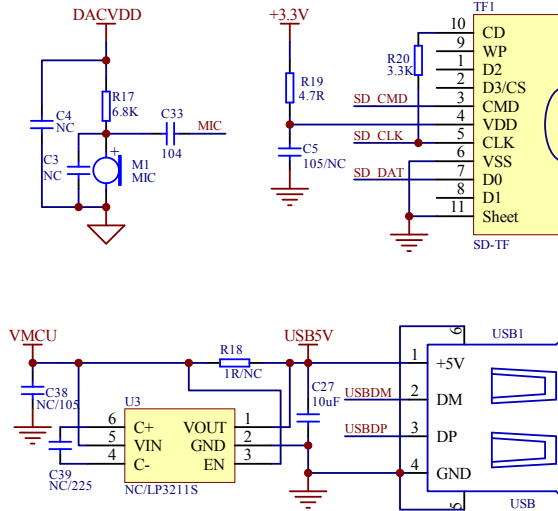 DACVDD
R17
6.8K
C4
NC
C33
104
MIC
C3
NC
+
M1
MIC
+3.3V
R19
4.7R
C5
105/NC
R20
3.3K
SD_CMD
SD_CLK
SD_DAT
TF1
10 CD
9 WP
1 D2
2 D3/CS
3 CMD
4 VDD
5 CLK
6 VSS
7 D0
8 D1
11 Sheet
SD-TF
VMCU
C38
NC/105
R18
1R/NC
USB5V
C27
10uF
U3
6 C+ VOUT 1
5 VIN GND 2
4 C- EN 3
NC/LP3211S
C39
NC/225
USBDM
USBDP
USB1
6
1 +5V
2 DM
3 DP
4 GND
5
USB